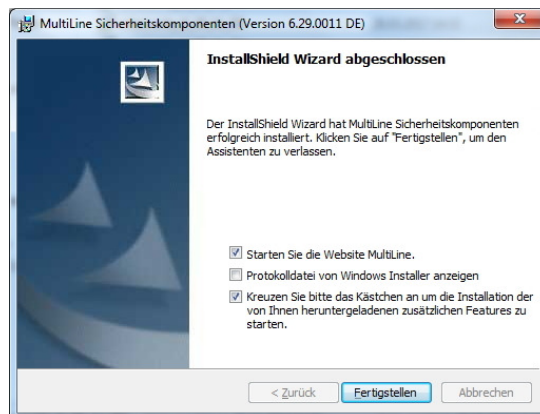 MultiLine Sicherheitskomponenten (Version 6.29.0011 DE)
InstallShield Wizard abgeschlossen
Der InstallShield Wizard hat MultiLine Sicherheitskomponenten
erfolgreich installiert. Klicken Sie auf "Fertigstellen", um den
Assistenten zu verlassen.
Starten Sie die Website MultiLine.
Protokolldatei von Windows Installer anzeigen
Kreuzen Sie bitte das Kästchen an um die Installation der
von Ihnen heruntergeladenen zusätzlichen Features zu
starten.
< Zurück
Fertigstellen
Abbrechen